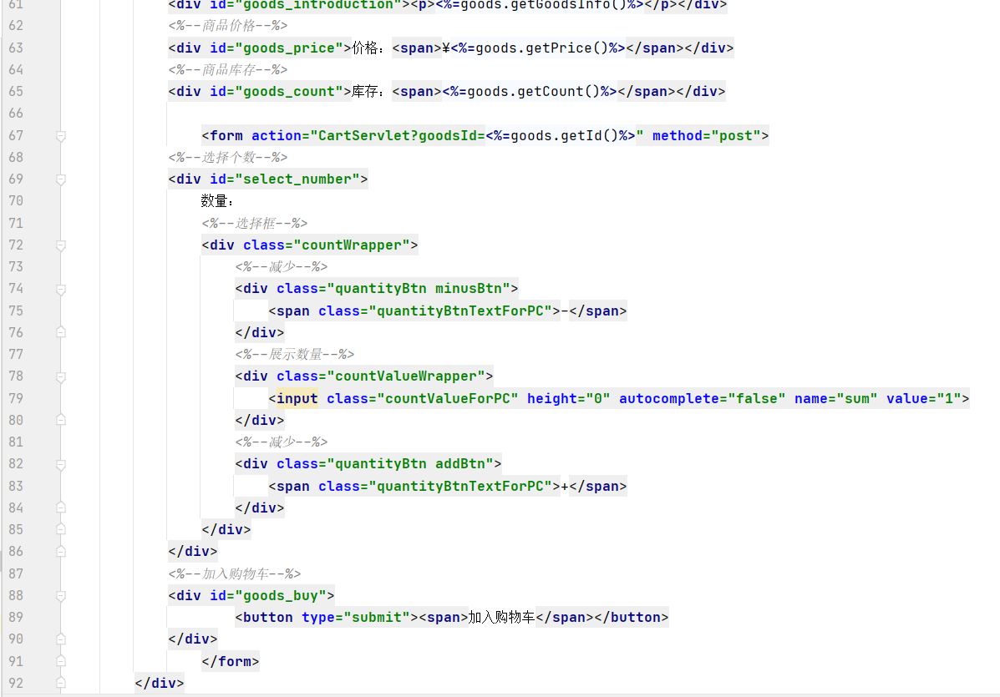 61 <div id="goods_introduction"><p><%=goods.getGoodsInfo()%></p></div>
62 <%--商品价格--%>
63 <div id="goods_price">价格：<span>¥<%=goods.getPrice()%></span></div>
64 <%--商品库存--%>
65 <div id="goods_count">库存：<span><%=goods.getCount()%></span></div>
66
67 <form action="CartServlet?goodsId=<%=goods.getId()%>" method="post">
68 <%--选择个数--%>
69 <div id="select_number">
70 数量：
71 <%--选择框--%>
72 <div class="countWrapper">
73 <%--减少--%>
74 <div class="quantityBtn minusBtn">
75 <span class="quantityBtnTextForPC">-</span>
76 </div>
77 <%--展示数量--%>
78 <div class="countValueWrapper">
79 <input class="countValueForPC" height="0" autocomplete="false" name="sum" value="1">
80 </div>
81 <%--减少--%>
82 <div class="quantityBtn addBtn">
83 <span class="quantityBtnTextForPC">+</span>
84 </div>
85 </div>
86 </div>
87 <%--加入购物车--%>
88 <div id="goods_buy">
89 <button type="submit"><span>加入购物车</span></button>
90 </div>
91 </form>
92 </div>